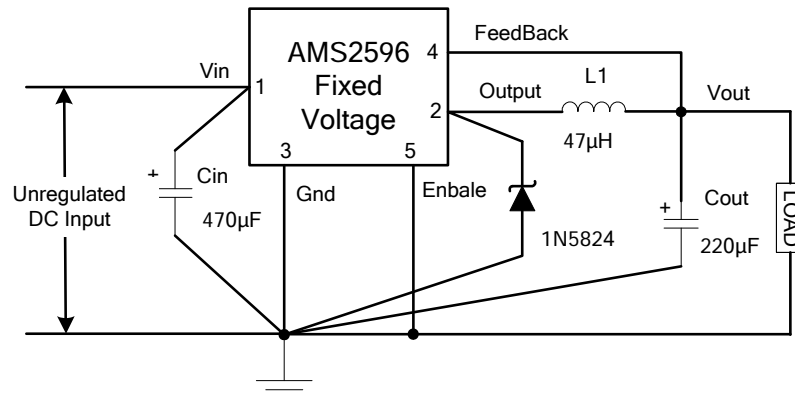 AMS2596
Fixed
Voltage
1
4
2
3
5
FeedBack
Output
L1
47µH
Vout
Vin
Unregulated
DC Input
+
Cin
470µF
Gnd
Enbale
1N5824
+
Cout
220µF
LOAD